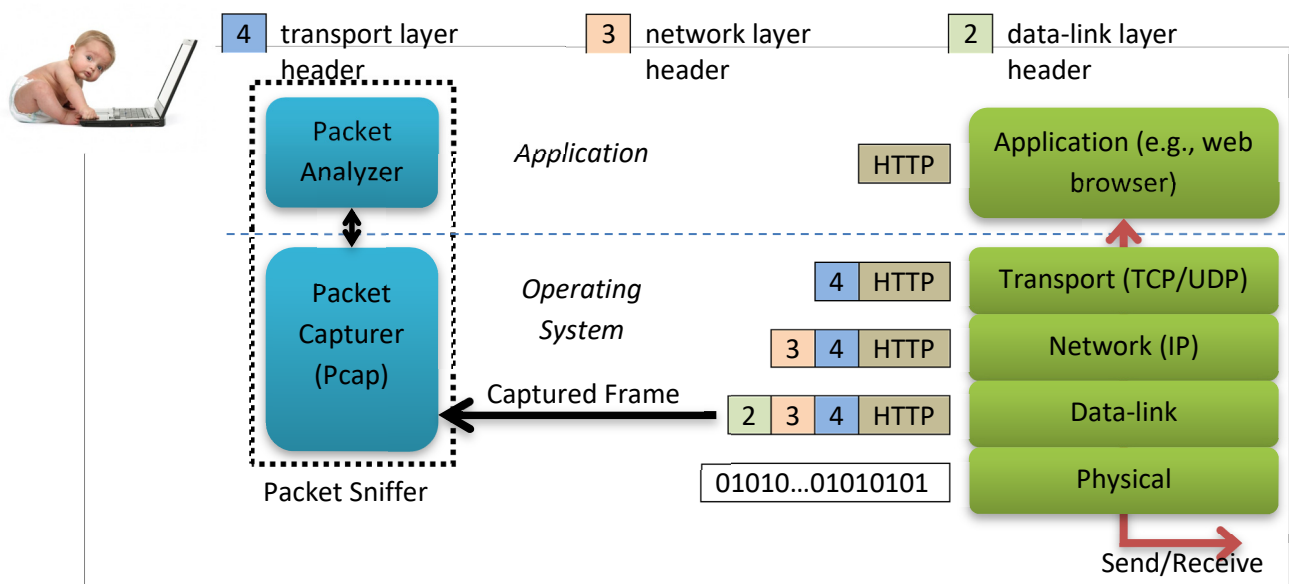 4 transport layer header
3 network layer header
2 data-link layer header
Packet
Analyzer
Application
HTTP
Application (e.g., web
browser)
Packet
Capturer
(Pcap)
Operating
System
4 HTTP
Transport (TCP/UDP)
3 4 HTTP
Network (IP)
Captured Frame
2 3 4 HTTP
Data-link
Packet Sniffer
01010...01010101
Physical
Send/Receive